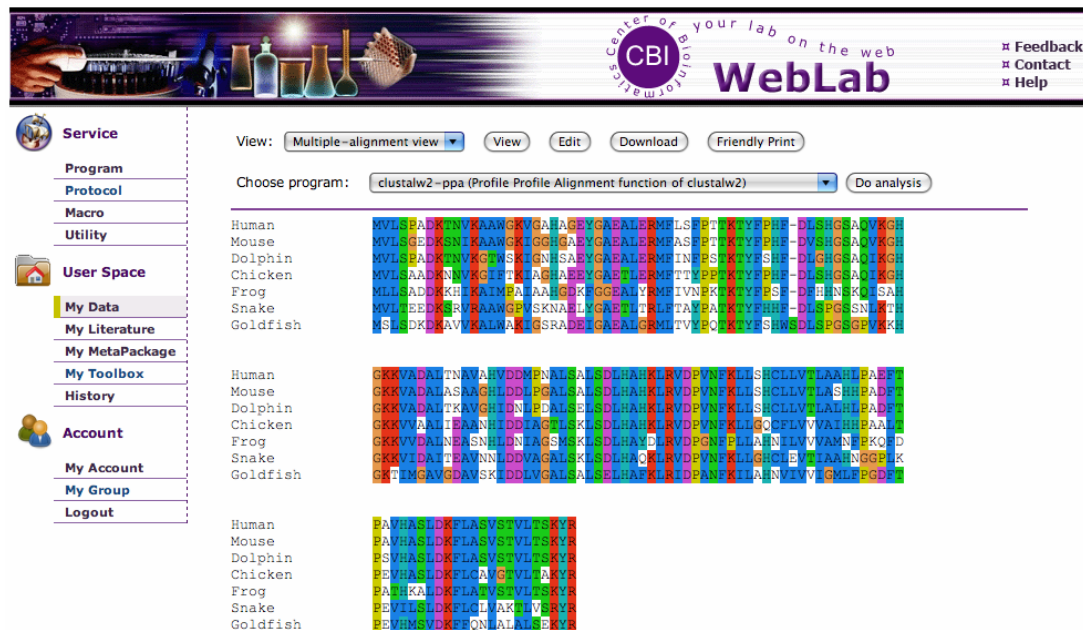 Center of Bioinformatics
CBI
your lab on the web
WebLab
Feedback
Contact
Help
Service
Program
Protocol
Macro
Utility
User Space
My Data
My Literature
My MetaPackage
My Toolbox
History
Account
My Account
My Group
Logout
View: Multiple-alignment view View Edit Download Friendly Print
Choose program: clustalw2-ppa (Profile Profile Alignment function of clustalw2) Do analysis
Human MVLSPADKTNVKAAWGKVGAHAGEYGAEALERMFLSFPTTKTYFPHF-DLSHGSAQVKGH
Mouse MVLSGEDKSNIKAAWGKIGGHGAEYGAEALERMFASFPTTKTYFPHF-DVSHGSAQVKGH
Dolphin MVLSPADKTNVKGTWSKIGNHSAEYGAEALERMFINFPSTKTYFSHF-DLGHGSAQIKGH
Chicken MVLSAADKNNVKGIFTKIAGHAEEYGAETLERMFTTYPPTKTYFPHF-DLSHGSAQIKGH
Frog MLLSADDKKHIKAIMPAIAAHGDKFGGEALYRMFIVNPKTKTYFPSF-DFHHNSKQISAH
Snake MVLTEEDKSRVRAAWGPVSKNAELYGAETLTRLFTAYPATKTYFHHF-DLSPGSSNLKTH
Goldfish MSLSDKDKAVVKALWAKIGSRADEIGAEALGRMLTVYPQTKTYFSHWSDLSPGSGPVKKH
Human GKKVADALTNAVAHVDDMPNALSALSDLHAHKLRVDPVNFKLLSHCLLVTLAAHLPAEFT
Mouse GKKVADALASAAGHLDDLPGALSALSDLHAHKLRVDPVNFKLLSHCLLVTLASHHPADFT
Dolphin GKKVADALTKAVGHIDNLPDALSELSDLHAHKLRVDPVNFKLLSHCLLVTLALHLPADFT
Chicken GKKVVAALIEAANHIDDIAGTLSKLSDLHAHKLRVDPVNFKLLGQCFLVVVAIHHPAALT
Frog GKKVVDALNEASNHLDNIAGSMSKLSDLHAYDLRVDPGNFPLLAHNILVVVAMNFPKQFD
Snake GKKVIDAITEAVNNLDDVAGALSKLSDLHAQKLRVDPVNFKLLGHCLEVTIAAHNGGPLK
Goldfish GKTIMGAVGDAVSKIDDLVGALSALSELHAFKLRIDPANFKILAHNVIVVIGMLFPGDFT
Human PAVHASLDKFLASVSTVLTSKYR
Mouse PAVHASLDKFLASVSTVLTSKYR
Dolphin PSVHASLDKFLASVSTVLTSKYR
Chicken PEVHASLDKFLCAVGTVLTAKYR
Frog PATHKALDKFLATVSTVLTSKYR
Snake PEVILSLDKFLCLVAKTLVSRYR
Goldfish PEVHMSVDKFFQNLALALSEKYR